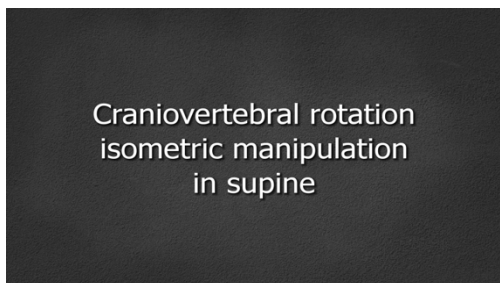 Craniovertebral rotation
isometric manipulation
in supine